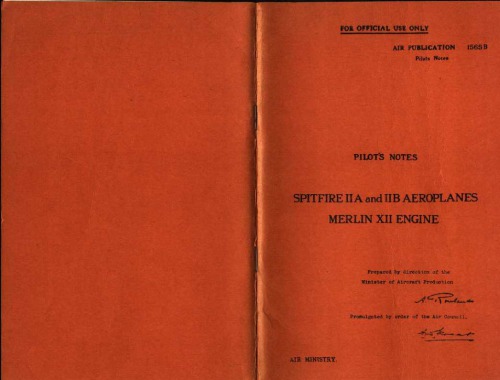 FOR OFFICIAL USE ONLY
AIR PUBLICATION 1565B
Pilots Notes
PILOT'S NOTES
SPITFIRE IIA and IIB AEROPLANES
MERLIN XII ENGINE
Prepared by direction of the
Minister of Aircraft Production
Promulgated by order of the Air Council.
AIR MINISTRY.